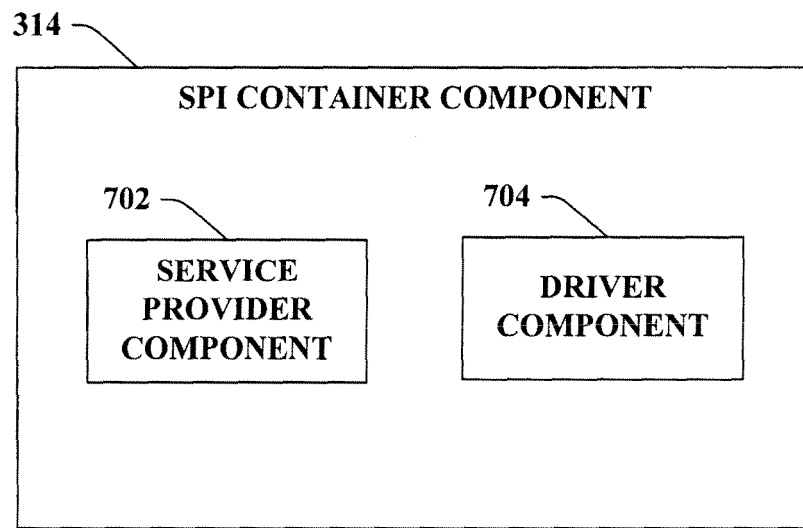 314
SPI CONTAINER COMPONENT
702
704
SERVICE
PROVIDER
COMPONENT
DRIVER
COMPONENT